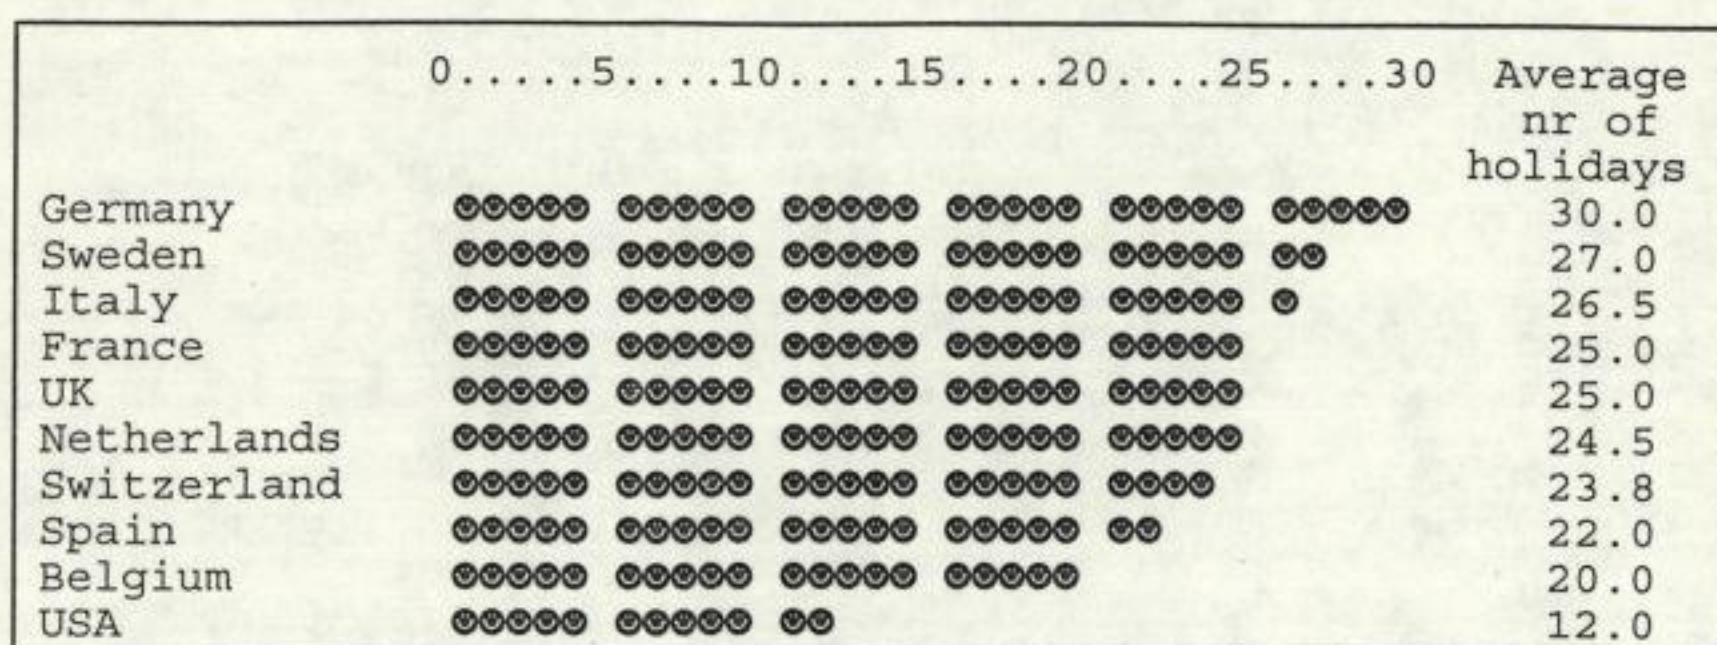 0.....5....10....15....20....25....30 Average
nr of
holidays
Germany ☻☻☻☻☻ ☻☻☻☻☻ ☻☻☻☻☻ ☻☻☻☻☻ ☻☻☻☻☻ ☻☻☻☻☻ 30.0
Sweden ☻☻☻☻☻ ☻☻☻☻☻ ☻☻☻☻☻ ☻☻☻☻☻ ☻☻☻☻☻ ☻☻ 27.0
Italy ☻☻☻☻☻ ☻☻☻☻☻ ☻☻☻☻☻ ☻☻☻☻☻ ☻☻☻☻☻ ☻ 26.5
France ☻☻☻☻☻ ☻☻☻☻☻ ☻☻☻☻☻ ☻☻☻☻☻ ☻☻☻☻☻ 25.0
UK ☻☻☻☻☻ ☻☻☻☻☻ ☻☻☻☻☻ ☻☻☻☻☻ ☻☻☻☻☻ 25.0
Netherlands ☻☻☻☻☻ ☻☻☻☻☻ ☻☻☻☻☻ ☻☻☻☻☻ ☻☻☻☻☻ 24.5
Switzerland ☻☻☻☻☻ ☻☻☻☻☻ ☻☻☻☻☻ ☻☻☻☻☻ ☻☻☻☻ 23.8
Spain ☻☻☻☻☻ ☻☻☻☻☻ ☻☻☻☻☻ ☻☻☻☻☻ ☻☻ 22.0
Belgium ☻☻☻☻☻ ☻☻☻☻☻ ☻☻☻☻☻ ☻☻☻☻☻ 20.0
USA ☻☻☻☻☻ ☻☻☻☻☻ ☻☻ 12.0